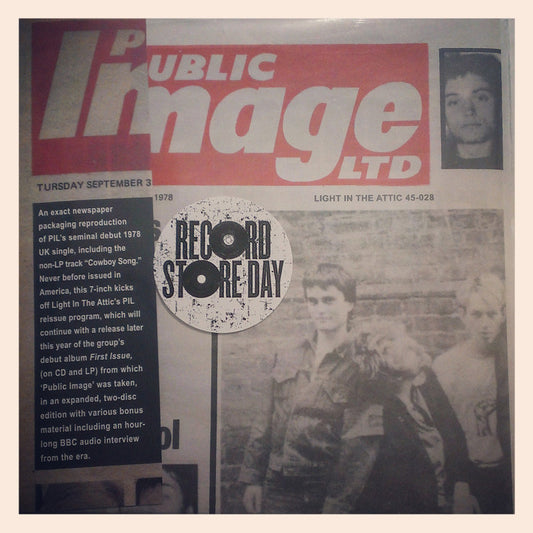 PUBLIC
Image
LTD
TURSDAY SEPTEMBER 3
1978
LIGHT IN THE ATTIC 45-028
An exact newspaper
packaging reproduction
of PIL's seminal debut 1978
UK single, including the
non-LP track "Cowboy Song."
Never before issued in
America, this 7-inch kicks
off Light In The Attic's PIL
reissue program, which will
continue with a release later
this year of the group's
debut album First Issue,
(on CD and LP) from which
'Public Image' was taken,
in an expanded, two-disc
edition with various bonus
material including an hour-
long BBC audio interview
from the era.
RECORD
STORE DAY
ol